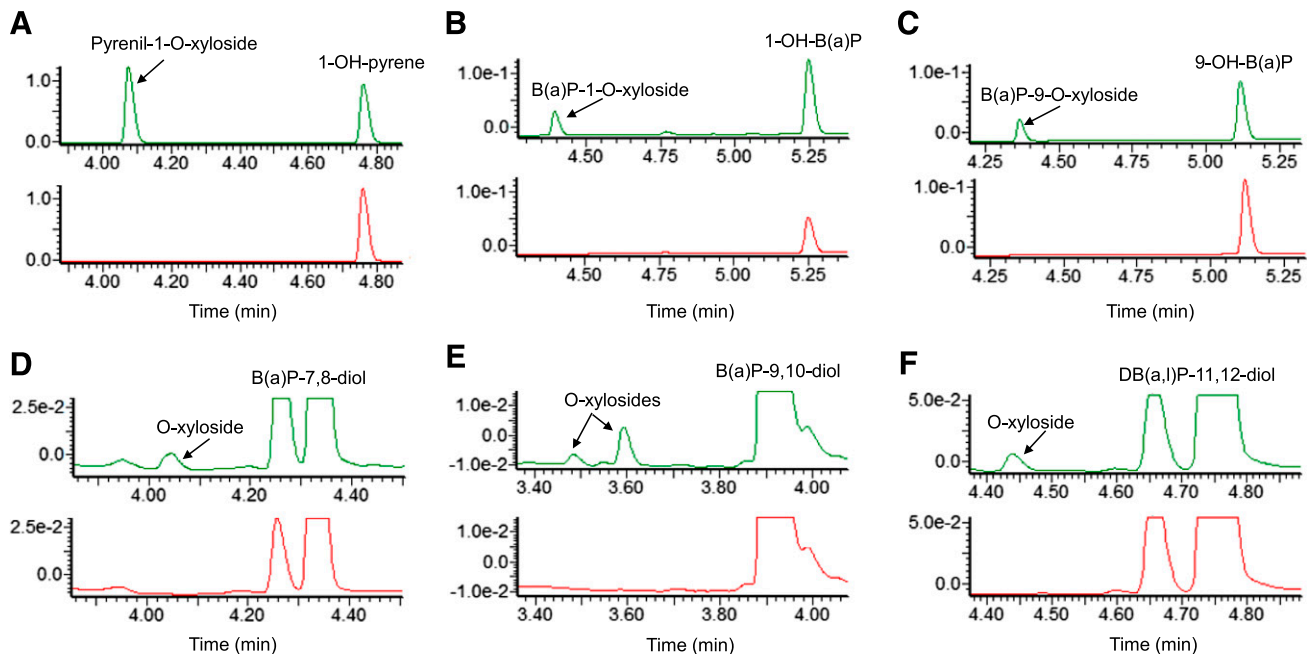 A
Pyrenil-1-O-xyloside
1-OH-pyrene
1.0
0.0
4.00 4.20 4.40 4.60 4.80
1.0
0.0
4.00 4.20 4.40 4.60 4.80
Time (min)
B
1-OH-B(a)P
1.0e-1
B(a)P-1-O-xyloside
0.0
4.50 4.75 5.00 5.25
1.0e-1
0.0
4.50 4.75 5.00 5.25
Time (min)
C
9-OH-B(a)P
1.0e-1
B(a)P-9-O-xyloside
0.0
4.25 4.50 4.75 5.00 5.25
1.0e-1
0.0
4.25 4.50 4.75 5.00 5.25
Time (min)
D
B(a)P-7,8-diol
2.5e-2
O-xyloside
0.0
4.00 4.20 4.40
2.5e-2
0.0
4.00 4.20 4.40
Time (min)
E
B(a)P-9,10-diol
1.0e-2
O-xylosides
0.0
-1.0e-2
3.40 3.60 3.80 4.00
1.0e-2
0.0
-1.0e-2
3.40 3.60 3.80 4.00
Time (min)
F
DB(a,l)P-11,12-diol
5.0e-2
O-xyloside
0.0
4.40 4.50 4.60 4.70 4.80
5.0e-2
0.0
4.40 4.50 4.60 4.70 4.80
Time (min)